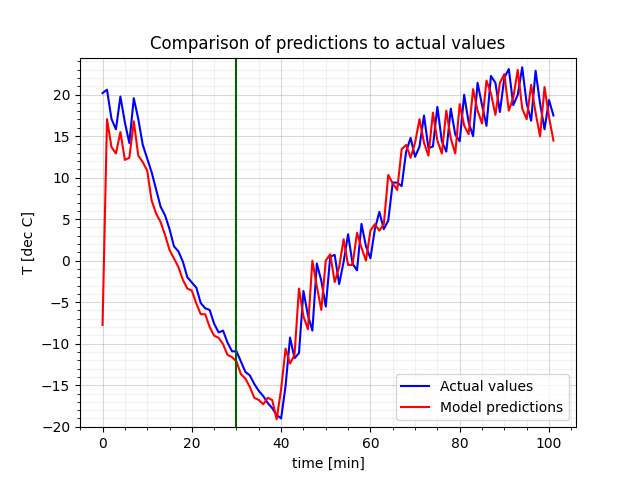 Comparison of predictions to actual values
T [dec C]
20
15
10
5
0
−5
−10
−15
−20
0 20 40 60 80 100
time [min]
Actual values
Model predictions